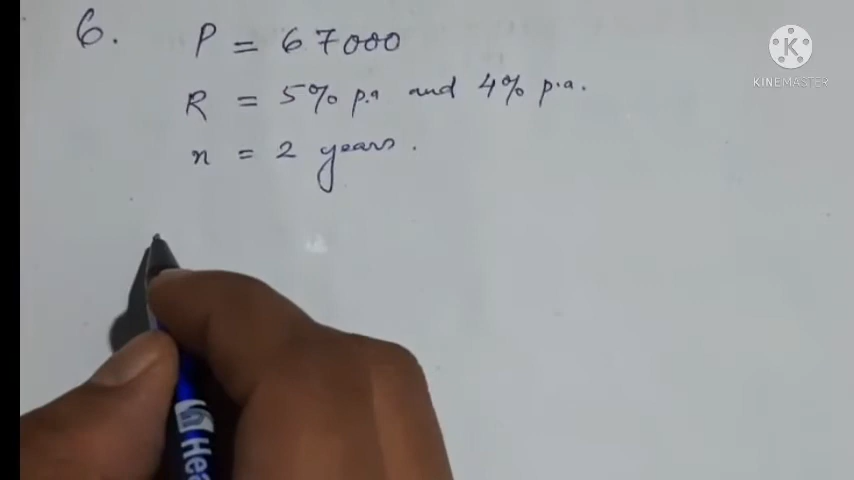 6. P = 67000
R = 5% p.a and 4% p.a.
n = 2 years.
K
KINEMASTER